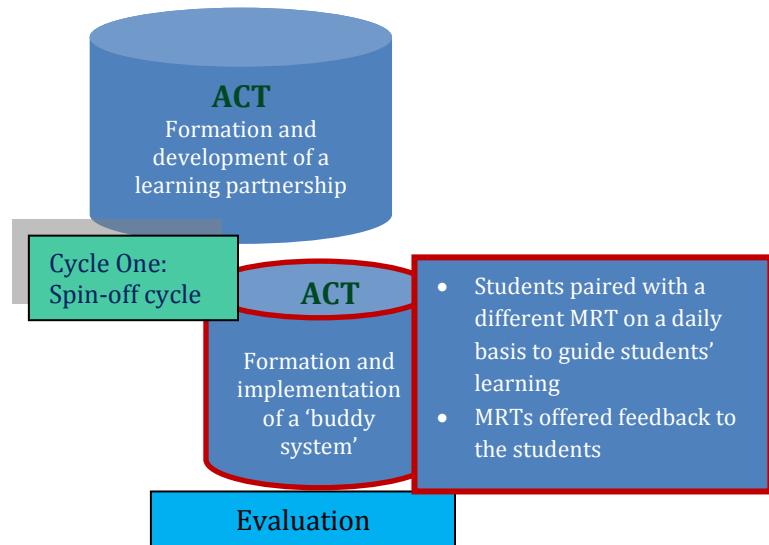 ACT
Formation and
development of a
learning partnership
Cycle One:
Spin-off cycle
ACT
Formation and
implementation
of a ‘buddy
system’
• Students paired with a
different MRT on a daily
basis to guide students’
learning
• MRTs offered feedback to
the students
Evaluation